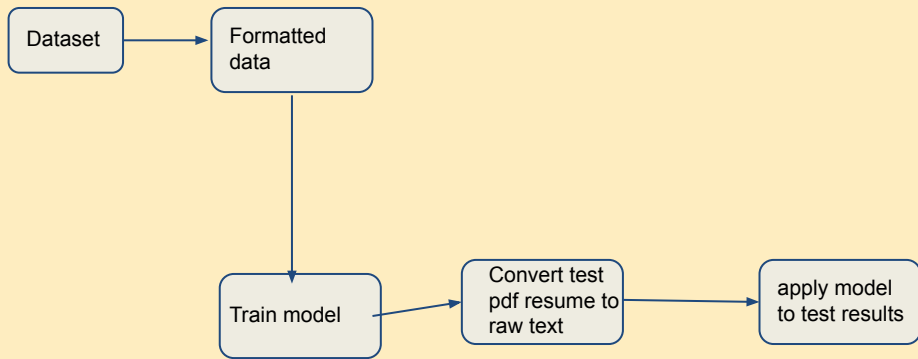 Dataset
Formatted
data
Train model
Convert test
pdf resume to
raw text
apply model
to test results